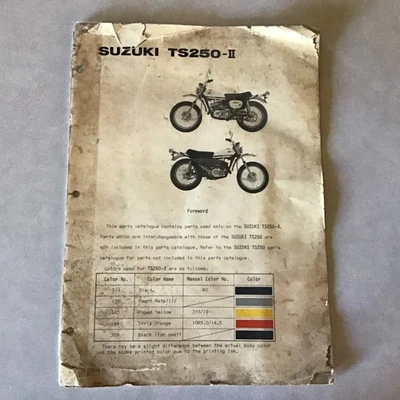 SUZUKI TS250-II
Foreword
This parts catalogue contains parts used only on the SUZUKI TS250-II.
Parts which are interchangeable with those of the SUZUKI TS250 are
not included in this parts catalogue. Refer to the SUZUKI TS250 parts
catalogue for parts not included in this parts catalogue.
Colors used for TS250-II are as follows.
Color No. Color Name Munsel Color No. Color
Black
Pearl Metallic
Yellow
Orange
Black
There may be a slight difference between the actual body color
and the above printed color due to the printing ink.